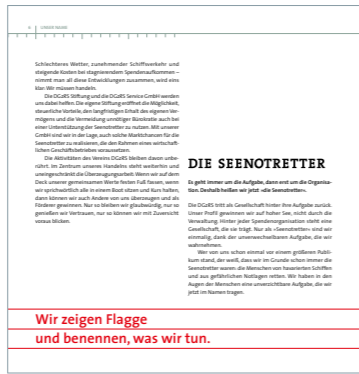 UNSER NAME
Schlechteres Wetter, zunehmender Schiffsverkehr und
steigende Kosten bei stagnierendem Spendenaufkommen –
nimmt man all diese Entwicklungen zusammen, wird eins
klar: Wir müssen handeln.
Die DGzRS Stiftung und die DGzRS Service GmbH werden
uns dabei helfen. Die eigene Stiftung eröffnet die Möglichkeit,
steuerliche Vorteile, den langfristigen Erhalt des eigenen Ver-
mögens und die Vermeidung unnötiger Bürokratie auch bei
einer Unterstützung der Seenotretter zu nutzen. Mit unserer
GmbH sind wir in der Lage, auch solche Marktchancen für die
Seenotretter zu realisieren, die den Rahmen eines wirtschaft-
lichen Geschäftsbetriebes voraussetzen.
Die Aktivitäten des Vereins DGzRS bleiben davon unbe-
rührt. Im Zentrum unseres Handelns steht weiterhin und
uneingeschränkt die Überzeugungsarbeit: Wenn wir auf dem
Deck unserer gemeinsamen Werte festen Fuß fassen, wenn
wir sprichwörtlich alle in einem Boot sitzen und Kurs halten,
dann können wir auch Andere von uns überzeugen und als
Förderer gewinnen. Nur so bleiben wir glaubwürdig, nur so
genießen wir Vertrauen, nur so können wir mit Zuversicht
voraus blicken.
DIE SEENOTRETTER
Es geht immer um die Aufgabe, dann erst um die Organisa-
tion. Deshalb heißen wir jetzt »Die Seenotretter«.
Die DGzRS tritt als Gesellschaft hinter ihre Aufgabe zurück.
Unser Profil gewinnen wir auf hoher See, nicht durch die
Verwaltung. Hinter jeder Spendenorganisation steht eine
Gesellschaft, die sie trägt. Nur als »Seenotretter« sind wir
einmalig, dank der unverwechselbaren Aufgabe, die wir
wahrnehmen.
Wer von uns schon einmal vor einem größeren Publi-
kum stand, der weiß, dass wir im Grunde schon immer die
Seenotretter waren: die Menschen von havarierten Schiffen
und aus gefährlichen Notlagen retten. Wir haben in den
Augen der Menschen eine unverzichtbare Aufgabe, die wir
jetzt im Namen tragen.
Wir zeigen Flagge
und benennen, was wir tun.